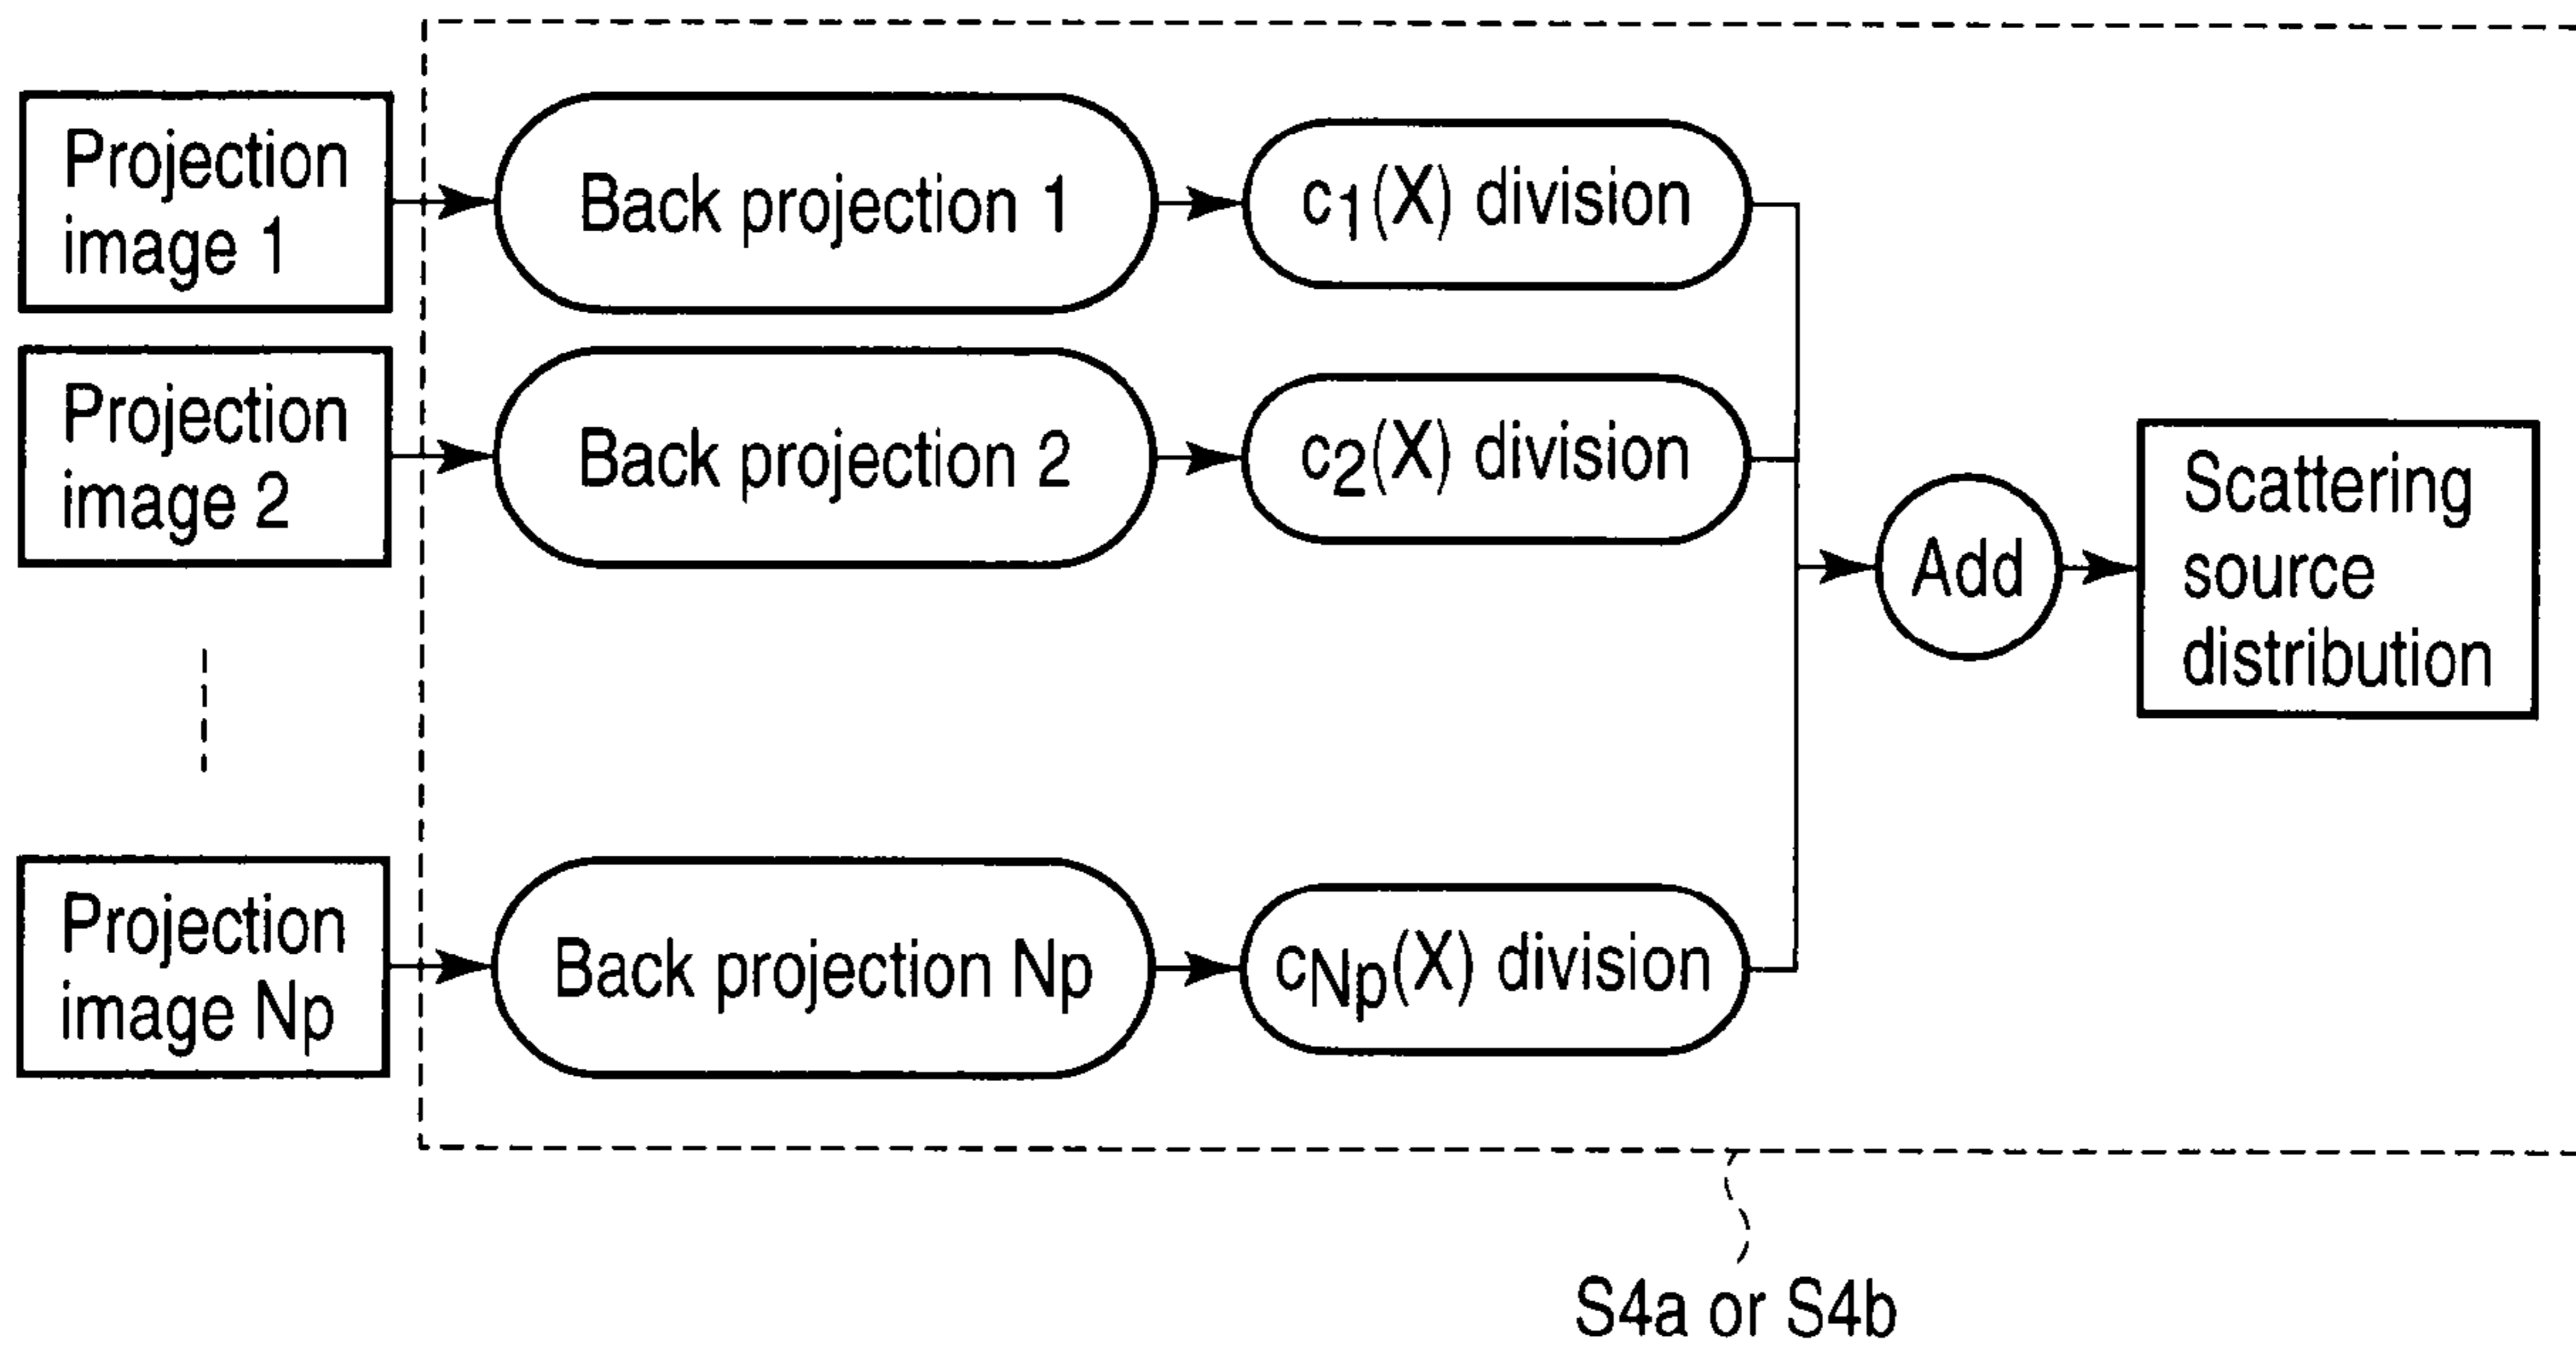 Projection
image 1
Back projection 1
c1(X) division
Projection
image 2
Back projection 2
c2(X) division
Add
Scattering
source
distribution
Projection
image Np
Back projection Np
cNp(X) division
S4a or S4b